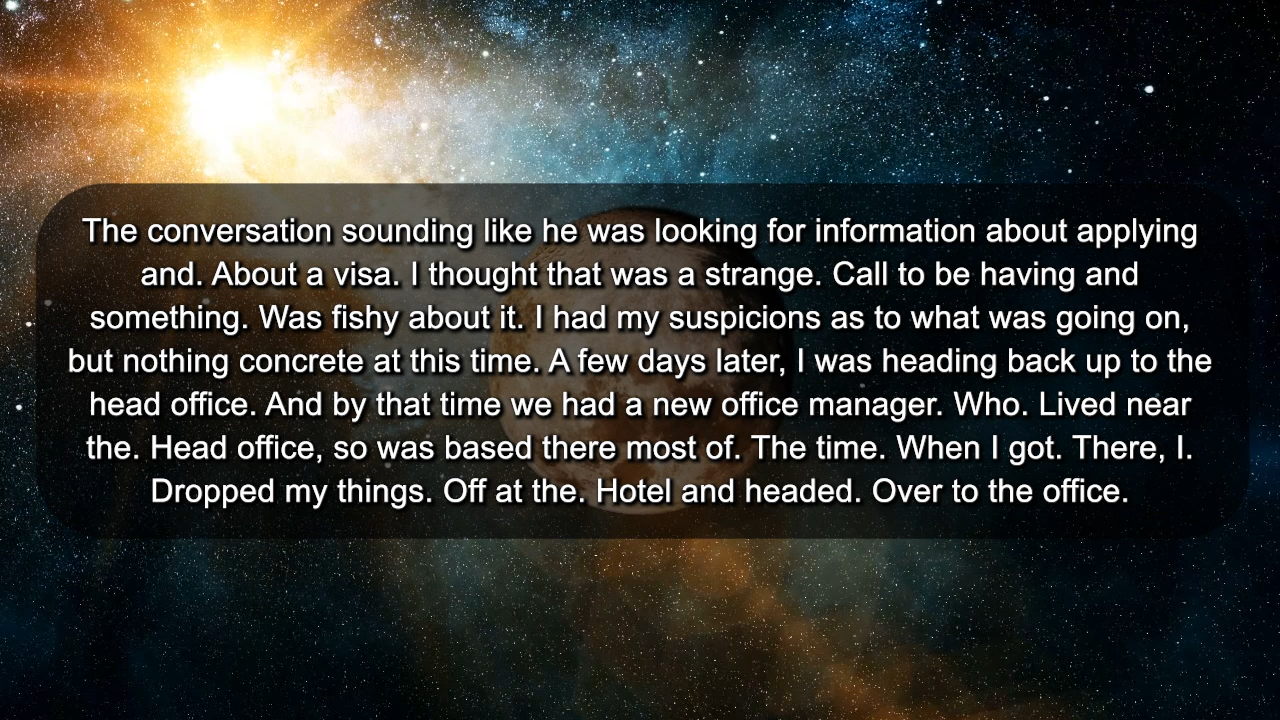 The conversation sounding like he was looking for information about applying
and. About a visa. I thought that was a strange. Call to be having and
something. Was fishy about it. I had my suspicions as to what was going on,
but nothing concrete at this time. A few days later, I was heading back up to the
head office. And by that time we had a new office manager. Who. Lived near
the. Head office, so was based there most of. The time. When I got. There, I.
Dropped my things. Off at the. Hotel and headed. Over to the office.